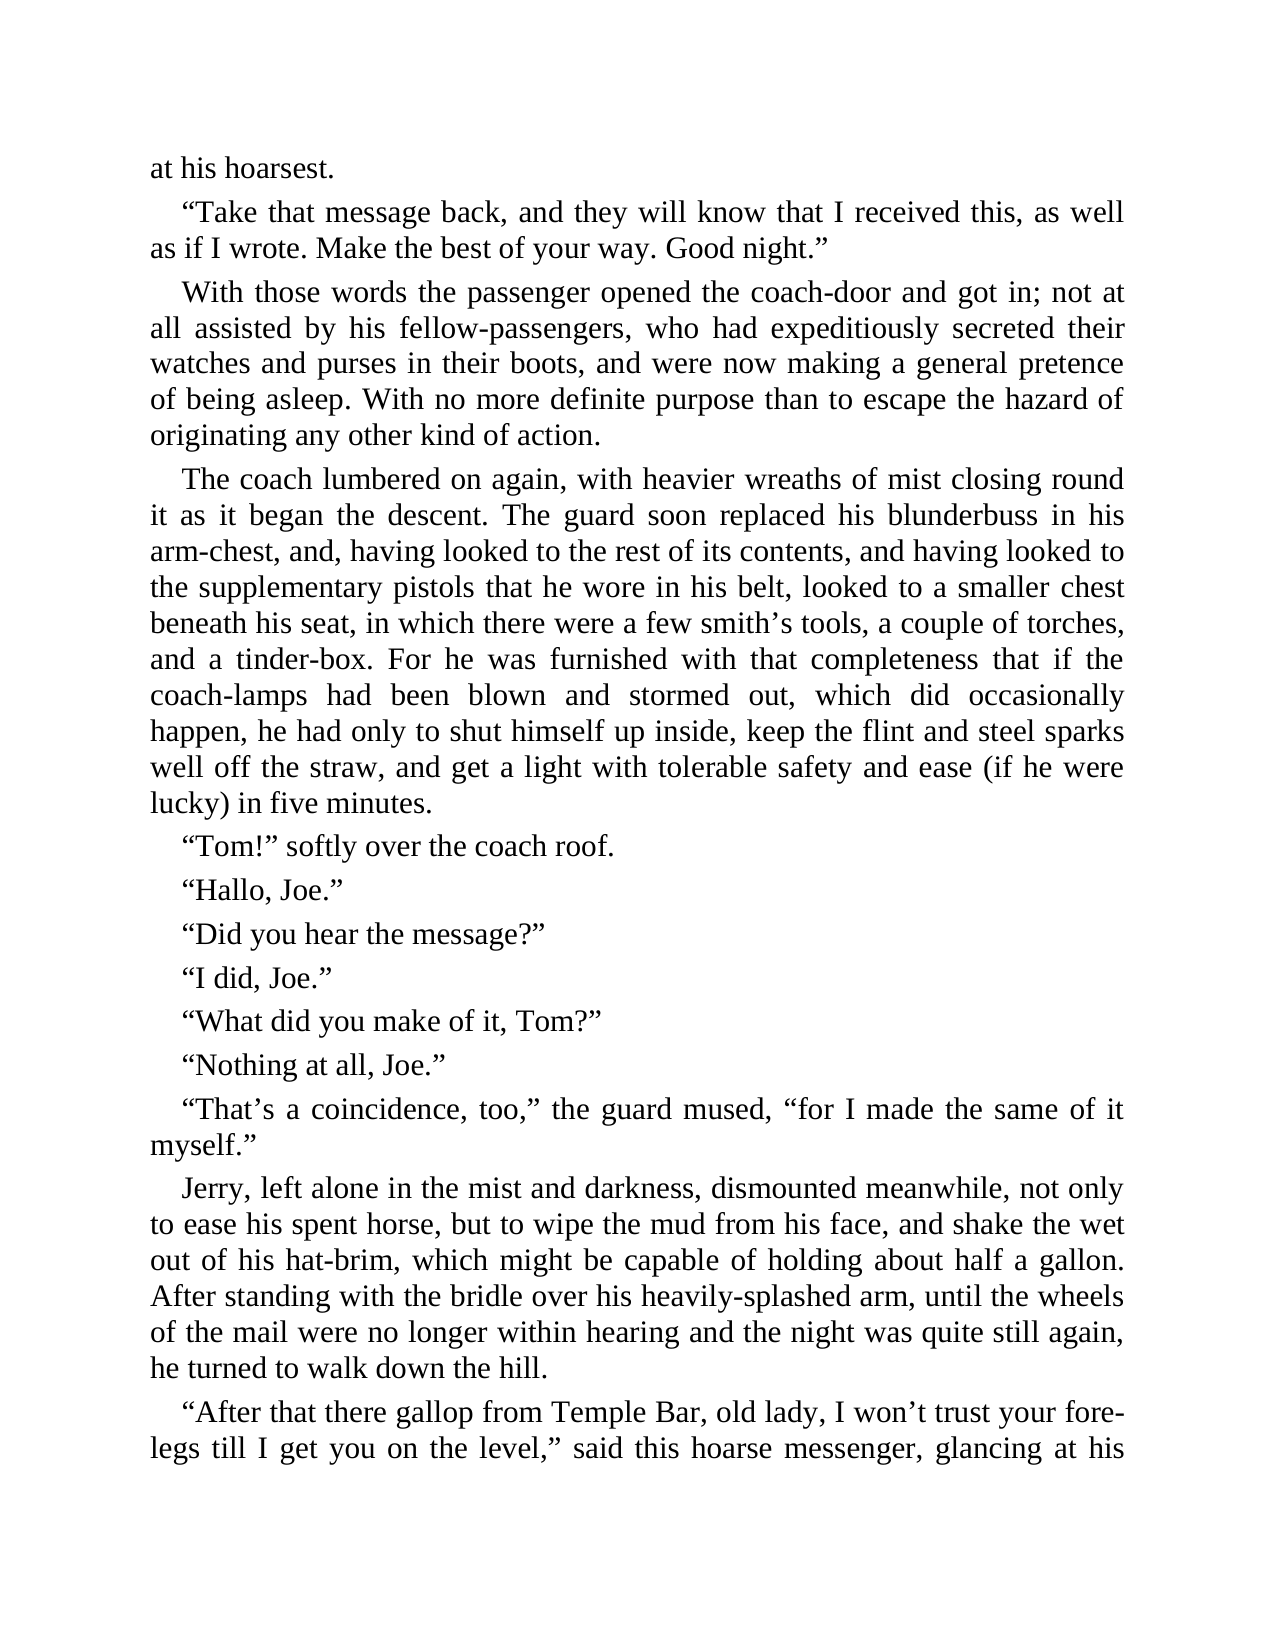 at his hoarsest.
“Take that message back, and they will know that I received this, as well
as if I wrote. Make the best of your way. Good night.”
With those words the passenger opened the coach-door and got in; not at
all assisted by his fellow-passengers, who had expeditiously secreted their
watches and purses in their boots, and were now making a general pretence
of being asleep. With no more definite purpose than to escape the hazard of
originating any other kind of action.
The coach lumbered on again, with heavier wreaths of mist closing round
it as it began the descent. The guard soon replaced his blunderbuss in his
arm-chest, and, having looked to the rest of its contents, and having looked to
the supplementary pistols that he wore in his belt, looked to a smaller chest
beneath his seat, in which there were a few smith’s tools, a couple of torches,
and a tinder-box. For he was furnished with that completeness that if the
coach-lamps had been blown and stormed out, which did occasionally
happen, he had only to shut himself up inside, keep the flint and steel sparks
well off the straw, and get a light with tolerable safety and ease (if he were
lucky) in five minutes.
“Tom!” softly over the coach roof.
“Hallo, Joe.”
“Did you hear the message?”
“I did, Joe.”
“What did you make of it, Tom?”
“Nothing at all, Joe.”
“That’s a coincidence, too,” the guard mused, “for I made the same of it
myself.”
Jerry, left alone in the mist and darkness, dismounted meanwhile, not only
to ease his spent horse, but to wipe the mud from his face, and shake the wet
out of his hat-brim, which might be capable of holding about half a gallon.
After standing with the bridle over his heavily-splashed arm, until the wheels
of the mail were no longer within hearing and the night was quite still again,
he turned to walk down the hill.
“After that there gallop from Temple Bar, old lady, I won’t trust your fore-
legs till I get you on the level,” said this hoarse messenger, glancing at his